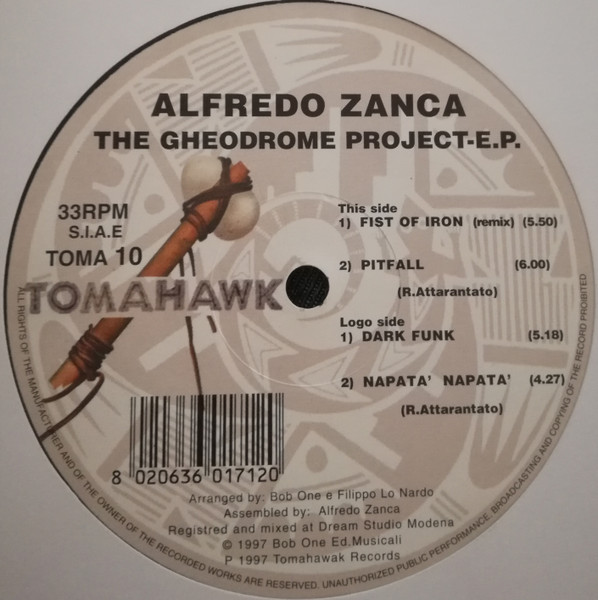 ALFREDO ZANCA
THE GHEODROME PROJECT-E.P.
33RPM
S.I.A.E
TOMA 10
TOMAHAWK
This side
1) FIST OF IRON (remix) (5.50)
2) PITFALL (6.00)
(R.Attarantato)
Logo side
1) DARK FUNK (5.18)
2) NAPATA' NAPATA' (4.27)
(R.Attarantato)
8 020636 017120
Arranged by: Bob One e Filippo Lo Nardo
Assembled by: Alfredo Zanca
Registred and mixed at Dream Studio Modena
© 1997 Bob One Ed.Musicali
P 1997 Tomahawak Records
ALL RIGHTS OF THE MANUFACTURER AND OF THE OWNER OF THE RECORDED WORKS ARE RESERVED. UNAUTHORIZED PUBLIC PERFORMANCE, BROADCASTING AND COPYING OF THE RECORD PROIBITED